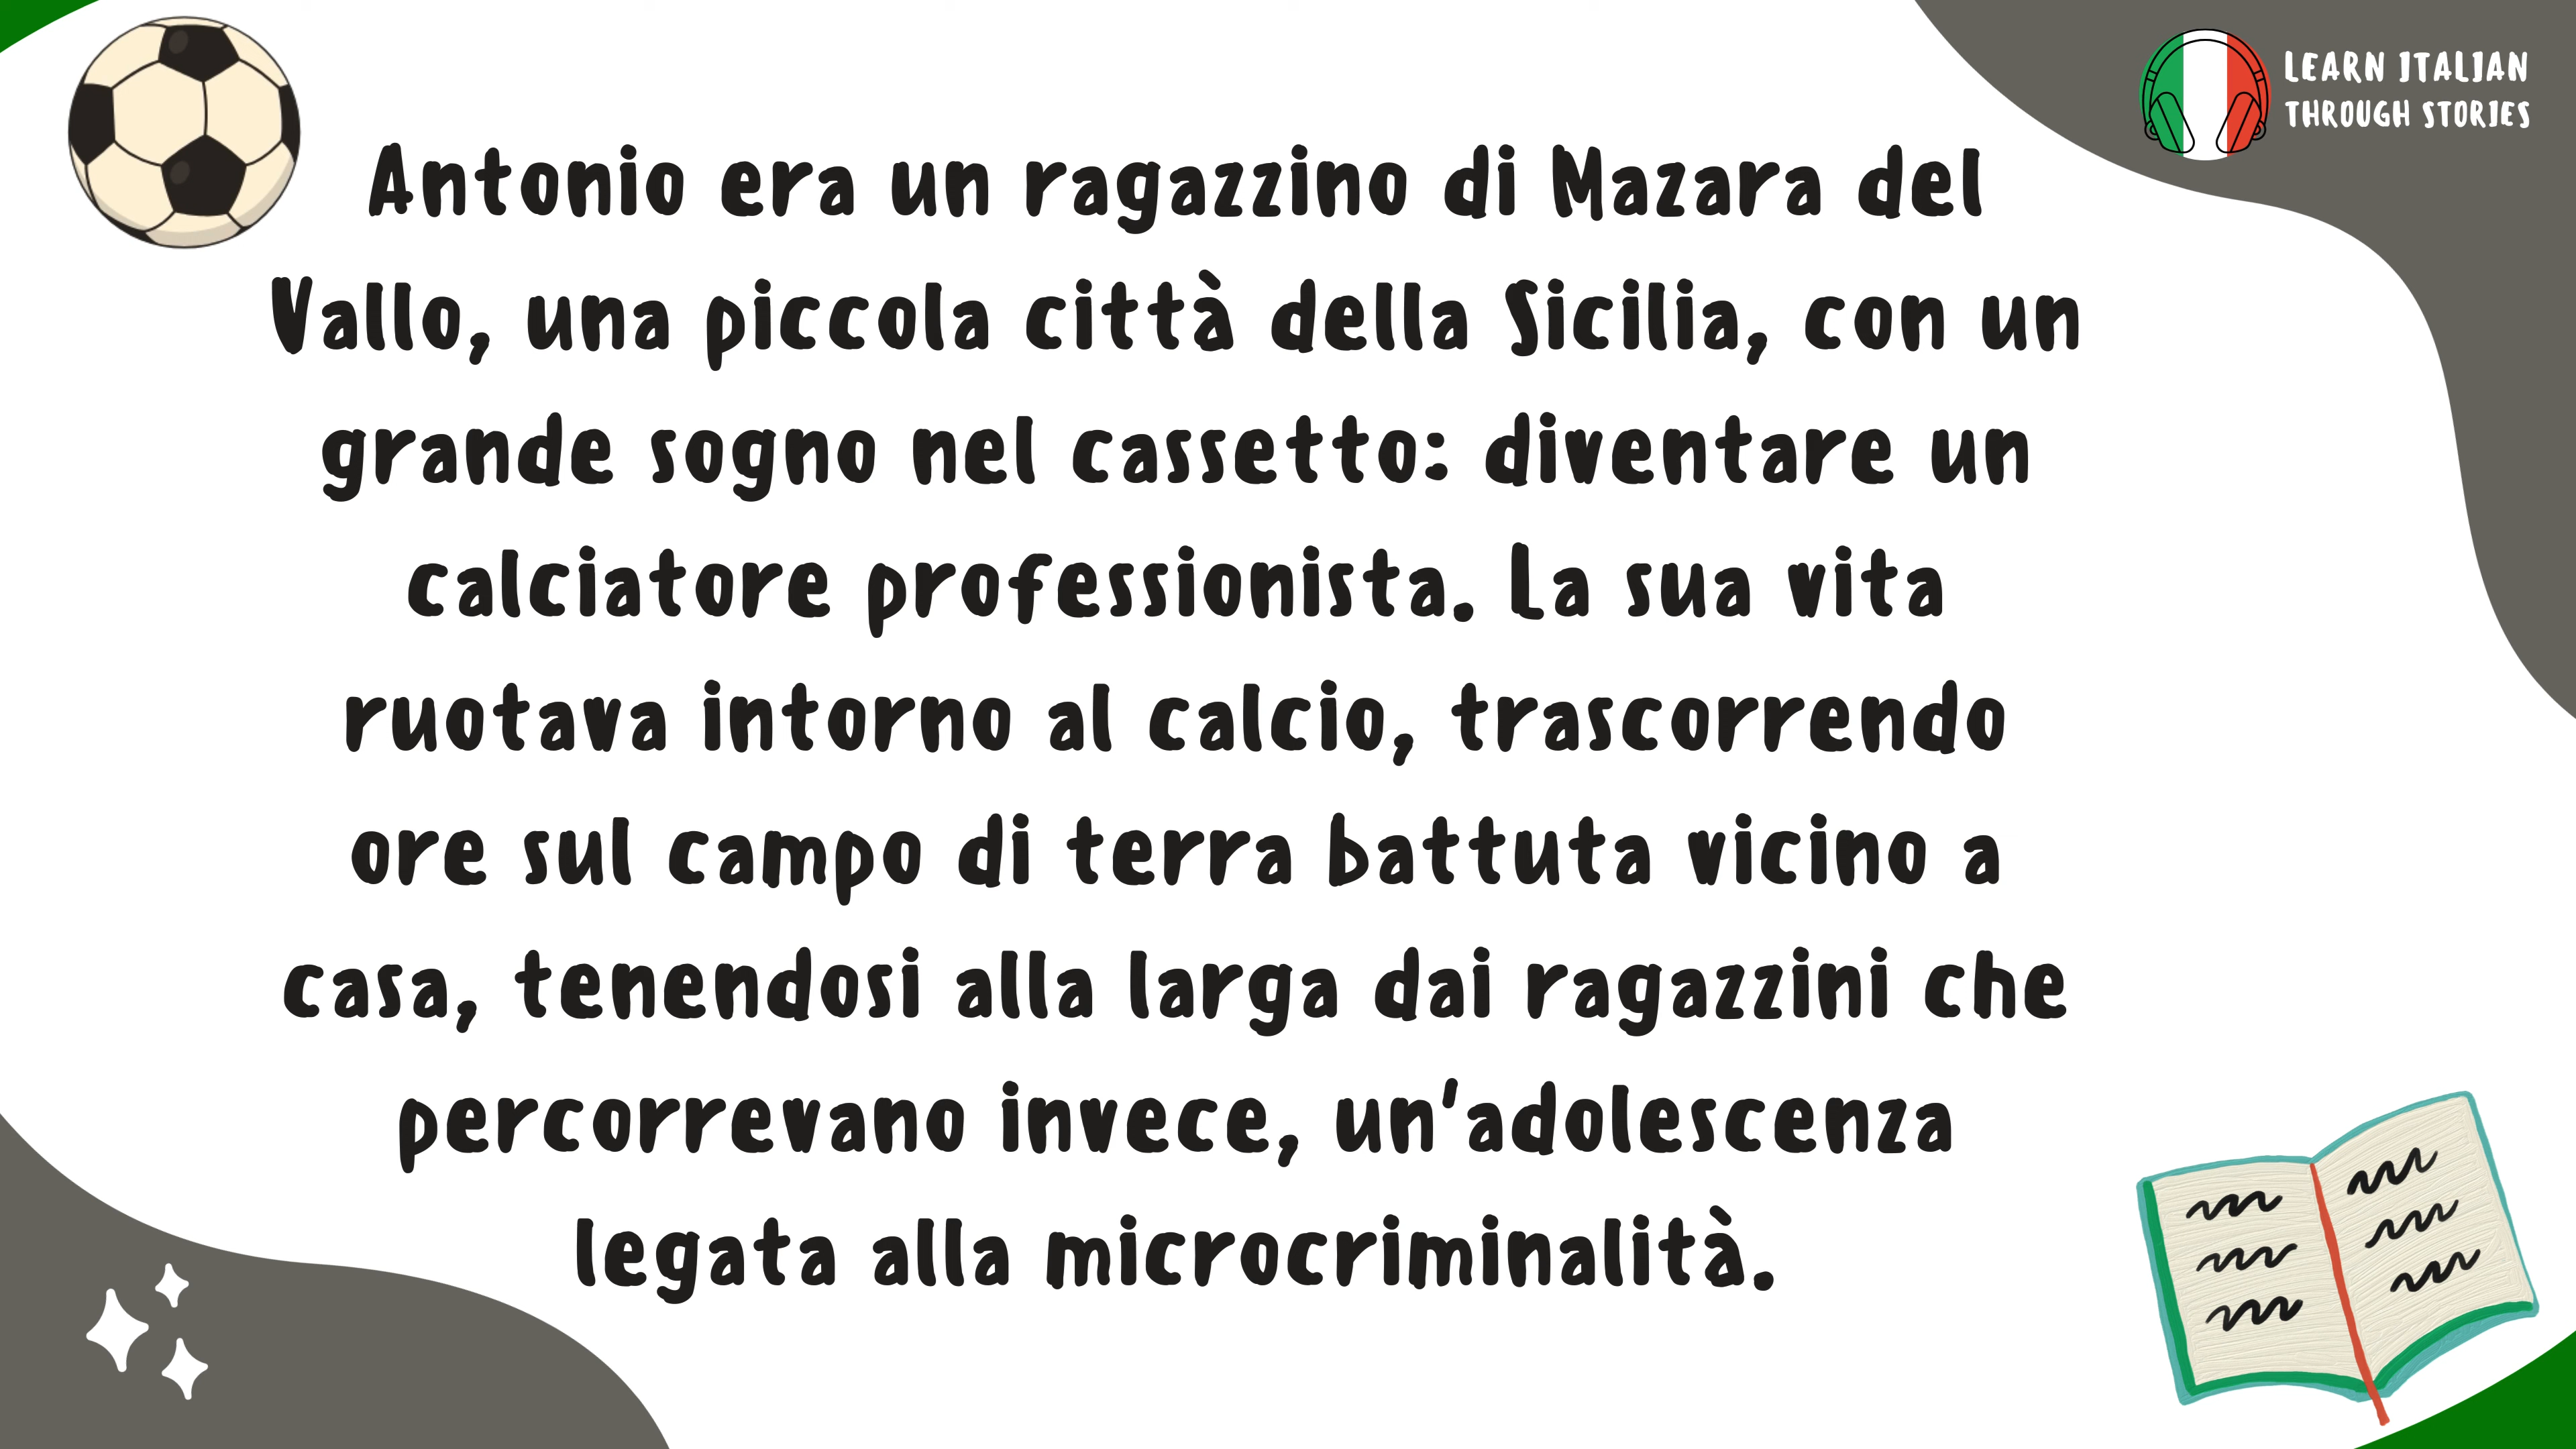 LEARN ITALIAN
THROUGH STORIES
Antonio era un ragazzino di Mazara del
Vallo, una piccola città della Sicilia, con un
grande sogno nel cassetto: diventare un
calciatore professionista. La sua vita
ruotava intorno al calcio, trascorrendo
ore sul campo di terra battuta vicino a
casa, tenendosi alla larga dai ragazzini che
percorrevano invece, un'adolescenza
legata alla microcriminalità.